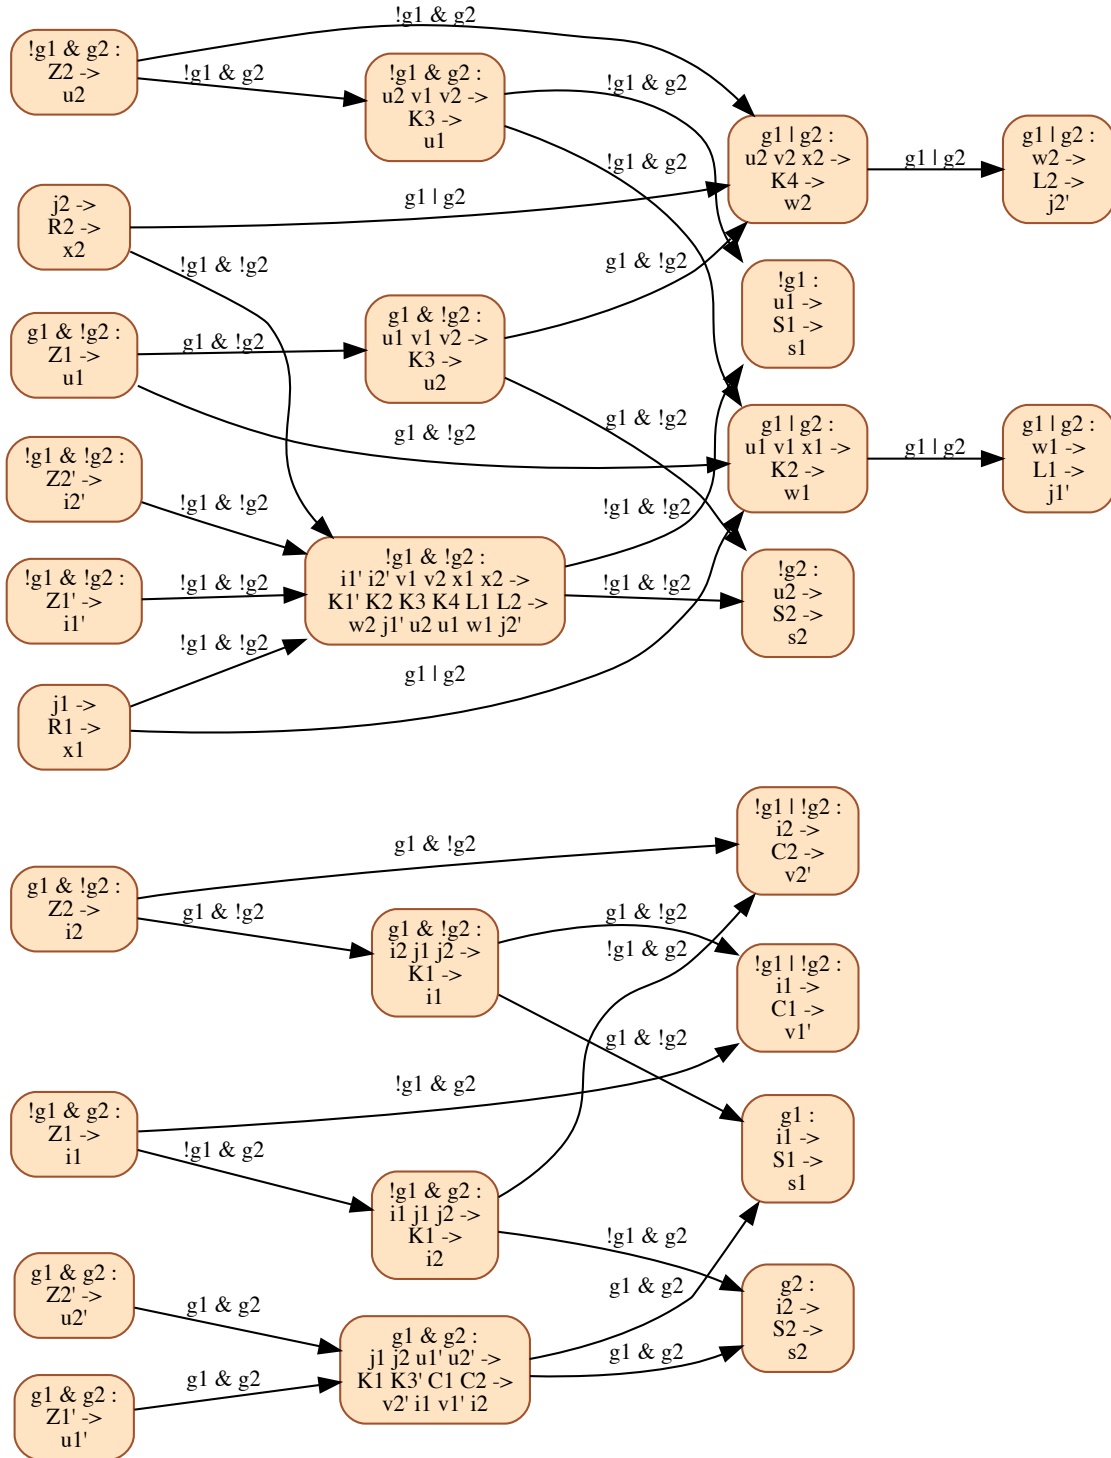 !g1 & g2
!g1 & g2 :
Z2 ->
u2
!g1 & g2
!g1 & g2 :
u2 v1 v2 ->
K3 ->
u1
!g1 & g2
g1 | g2 :
u2 v2 x2 ->
K4 ->
w2
g1 | g2
g1 | g2 :
w2 ->
L2 ->
j2'
!g1 & g2
j2 ->
R2 ->
x2
g1 | g2
!g1 & !g2
g1 & !g2
!g1 :
u1 ->
S1 ->
s1
g1 & !g2 :
Z1 ->
u1
g1 & !g2
g1 & !g2 :
u1 v1 v2 ->
K3 ->
u2
g1 & !g2
g1 & !g2
g1 | g2 :
u1 v1 x1 ->
K2 ->
w1
g1 | g2
g1 | g2 :
w1 ->
L1 ->
j1'
!g1 & !g2 :
Z2' ->
i2'
!g1 & !g2
!g1 & !g2
!g1 & !g2 :
Z1' ->
i1'
!g1 & !g2
!g1 & !g2 :
i1' i2' v1 v2 x1 x2 ->
K1' K2 K3 K4 L1 L2 ->
w2 j1' u2 u1 w1 j2'
!g1 & !g2
!g2 :
u2 ->
S2 ->
s2
!g1 & !g2
g1 | g2
j1 ->
R1 ->
x1
!g1 | !g2 :
i2 ->
C2 ->
v2'
g1 & !g2
g1 & !g2 :
Z2 ->
i2
g1 & !g2
g1 & !g2 :
i2 j1 j2 ->
K1 ->
i1
g1 & !g2
!g1 & g2
!g1 | !g2 :
i1 ->
C1 ->
v1'
g1 & !g2
!g1 & g2
!g1 & g2 :
Z1 ->
i1
!g1 & g2
g1 :
i1 ->
S1 ->
s1
!g1 & g2 :
i1 j1 j2 ->
K1 ->
i2
!g1 & g2
g1 & g2
g2 :
i2 ->
S2 ->
s2
g1 & g2 :
Z2' ->
u2'
g1 & g2
g1 & g2 :
j1 j2 u1' u2' ->
K1 K3' C1 C2 ->
v2' i1 v1' i2
g1 & g2
g1 & g2 :
Z1' ->
u1'
g1 & g2